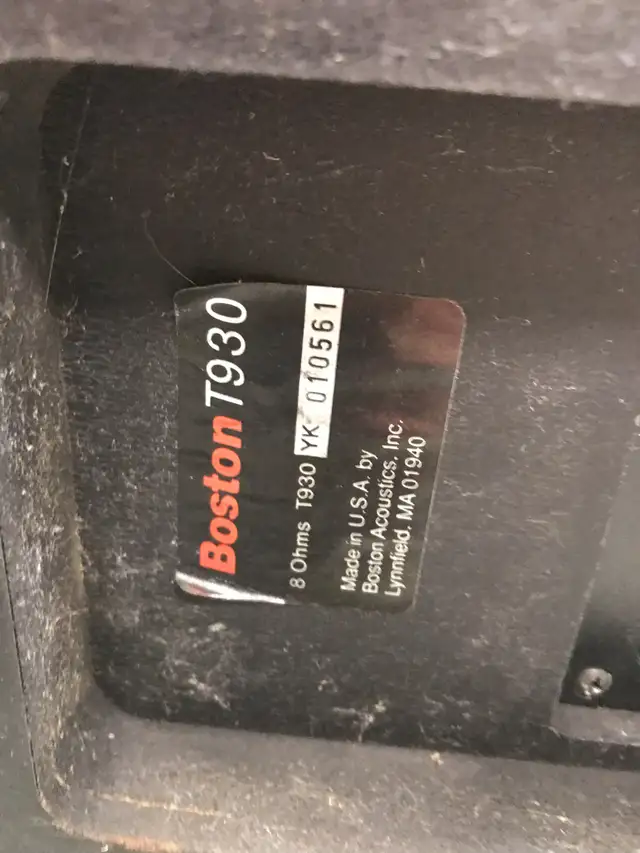 Boston T930
8 Ohms T930 YK 010561
Made in U.S.A. by
Boston Acoustics, Inc.
Lynnfield, MA 01940